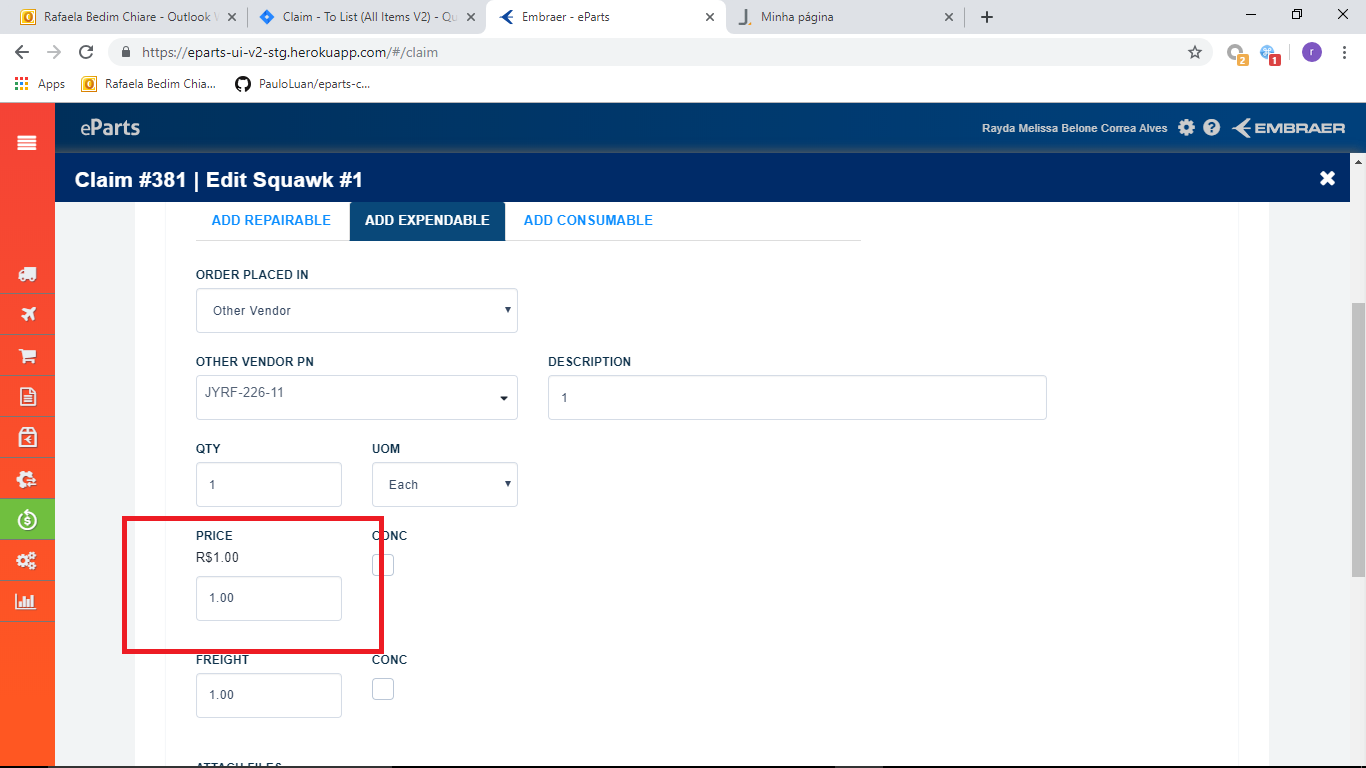 Rafaela Bedim Chiare - Outlook
Claim - To List (All Items V2) - Qu
Embraer - eParts
Minha página
https://eparts-ui-v2-stg.herokuapp.com/#/claim
r
2
1
Apps
Rafaela Bedim Chia...
PauloLuan/eparts-c...
eParts
Rayda Melissa Belone Correa Alves
EMBRAER
Claim #381 | Edit Squawk #1
ADD REPAIRABLE
ADD EXPENDABLE
ADD CONSUMABLE
ORDER PLACED IN
Other Vendor
OTHER VENDOR PN
DESCRIPTION
JYRF-226-11
1
QTY
UOM
1
Each
PRICE
CONC
R$1.00
1.00
FREIGHT
CONC
1.00
ATTACH FILES